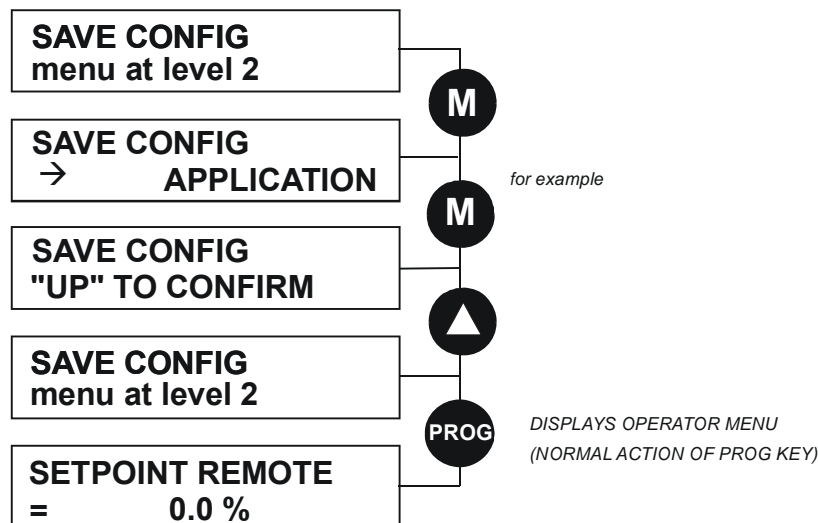 SAVE CONFIG
menu at level 2
M
SAVE CONFIG
→ APPLICATION
for example
M
SAVE CONFIG
"UP" TO CONFIRM
SAVE CONFIG
menu at level 2
PROG
DISPLAYS OPERATOR MENU
(NORMAL ACTION OF PROG KEY)
SETPOINT REMOTE
= 0.0 %